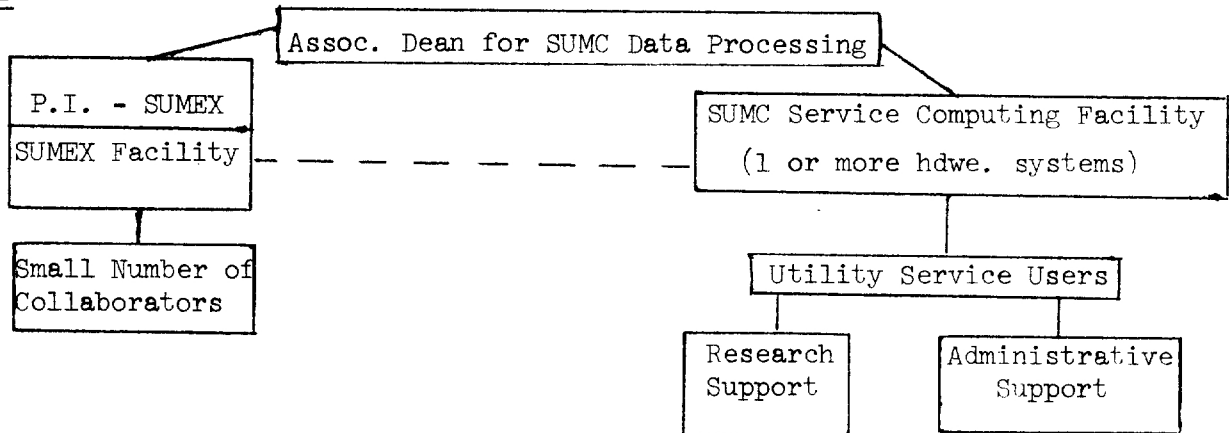 Assoc. Dean for SUMC Data Processing
P.I. - SUMEX
SUMEX Facility
SUMC Service Computing Facility
(1 or more hdwe. systems)
Small Number of
Collaborators
Utility Service Users
Research
Support
Administrative
Support